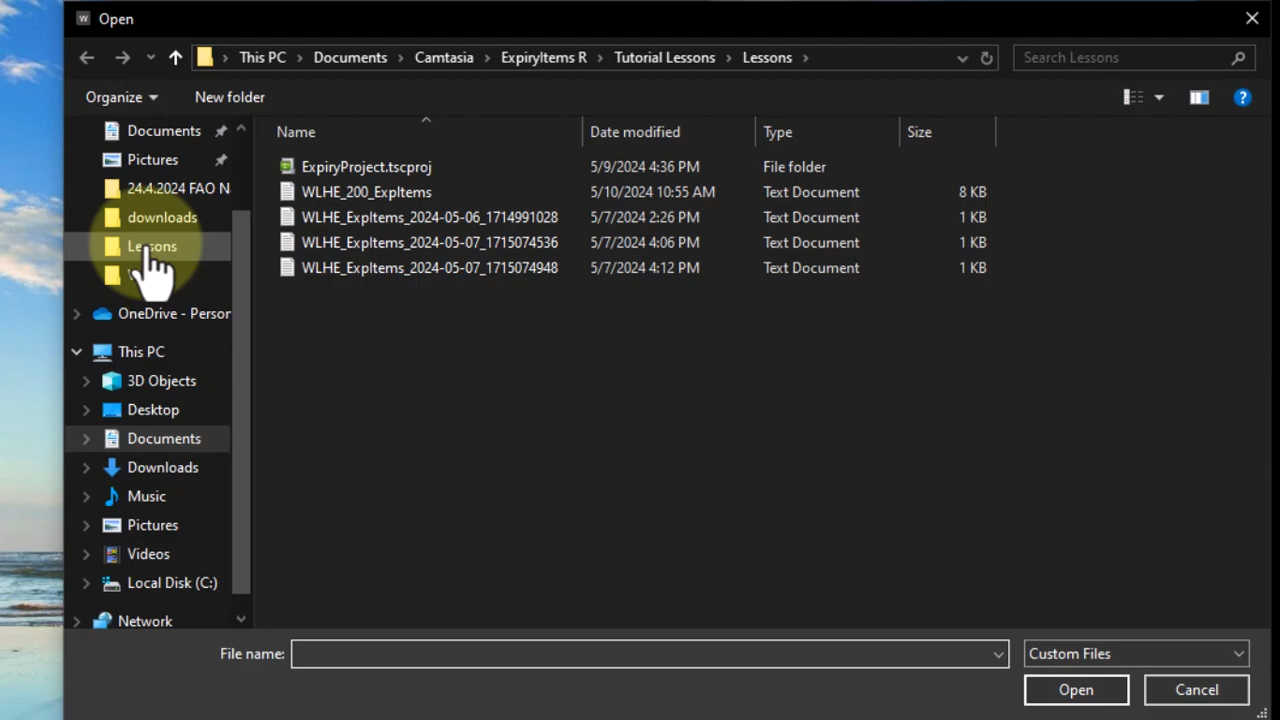 W Open
This PC > Documents > Camtasia > ExpiryItems R > Tutorial Lessons > Lessons >
Search Lessons
Organize
New folder
Name Date modified Type Size
Documents
Pictures
24.4.2024 FAO N
downloads
Lessons
OneDrive - Person
This PC
3D Objects
Desktop
Documents
Downloads
Music
Pictures
Videos
Local Disk (C:)
Network
ExpiryProject.tscproj 5/9/2024 4:36 PM File folder
WLHE_200_ExpItems 5/10/2024 10:55 AM Text Document 8 KB
WLHE_ExpItems_2024-05-06_1714991028 5/7/2024 2:26 PM Text Document 1 KB
WLHE_ExpItems_2024-05-07_1715074536 5/7/2024 4:06 PM Text Document 1 KB
WLHE_ExpItems_2024-05-07_1715074948 5/7/2024 4:12 PM Text Document 1 KB
File name:
Custom Files
Open
Cancel